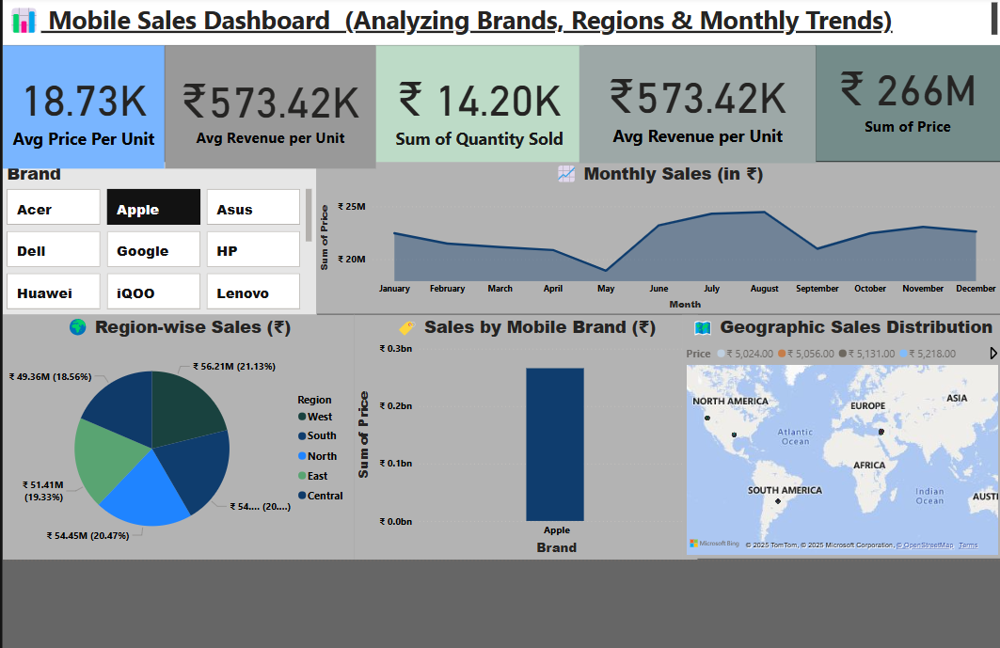 Mobile Sales Dashboard (Analyzing Brands, Regions & Monthly Trends)
18.73K
Avg Price Per Unit
₹573.42K
Avg Revenue per Unit
₹ 14.20K
Sum of Quantity Sold
₹573.42K
Avg Revenue per Unit
₹ 266M
Sum of Price
Brand
Acer
Apple
Asus
Dell
Google
HP
Huawei
iQOO
Lenovo
Monthly Sales (in ₹)
Sum of Price
₹ 25M
₹ 20M
January February March April May June July August September October November December
Month
Region-wise Sales (₹)
₹ 56.21M (21.13%)
₹ 49.36M (18.56%)
₹ 51.41M
(19.33%)
₹ 54.... (20....)
₹ 54.45M (20.47%)
Region
West
South
North
East
Central
Sales by Mobile Brand (₹)
Sum of Price
₹ 0.3bn
₹ 0.2bn
₹ 0.1bn
₹ 0.0bn
Apple
Brand
Geographic Sales Distribution
Price ₹ 5,024.00 ₹ 5,056.00 ₹ 5,131.00 ₹ 5,218.00
NORTH AMERICA
EUROPE
ASIA
Atlantic
Ocean
AFRICA
SOUTH AMERICA
Indian
Ocean
AUSTI
Microsoft Bing
© 2025 TomTom, © 2025 Microsoft Corporation, © OpenStreetMap Terms